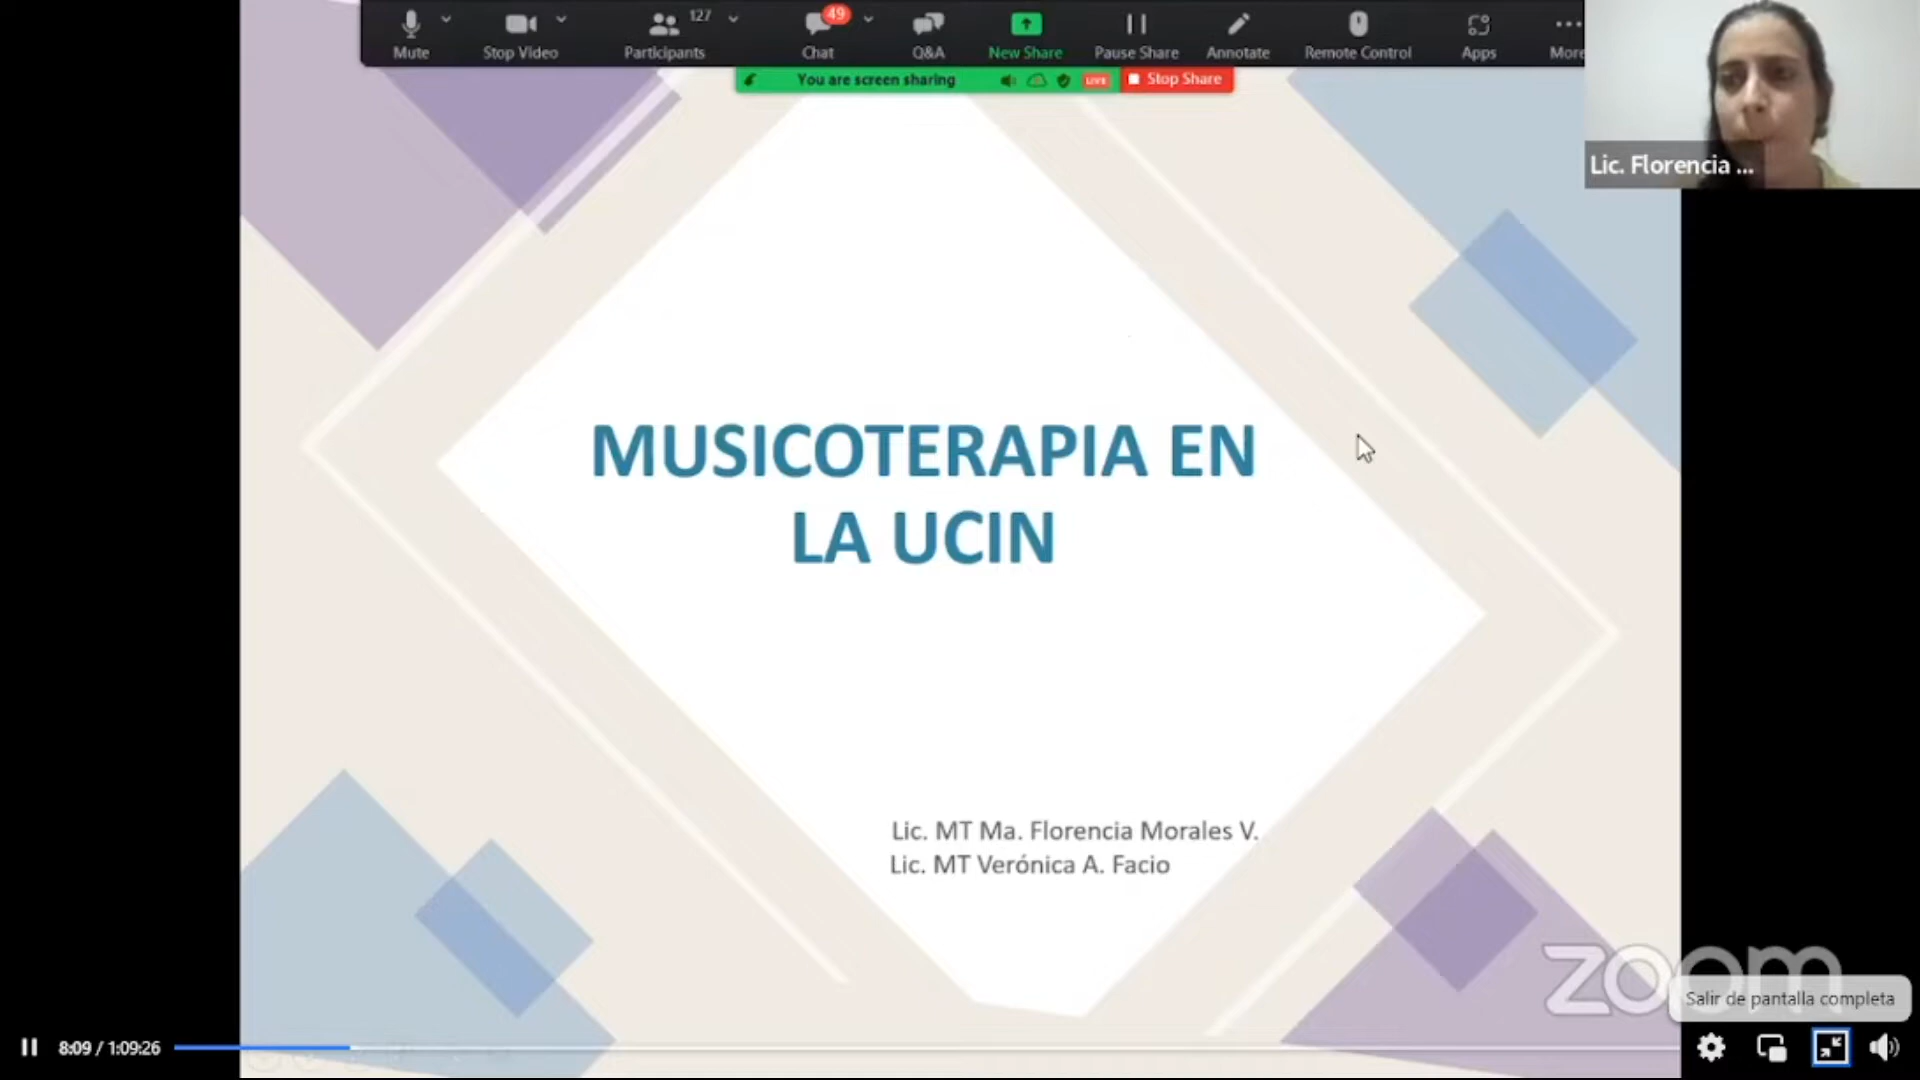 127
49
Mute
Stop Video
Participants
Chat
Q&A
New Share
Pause Share
Annotate
Remote Control
Apps
More
You are screen sharing
LIVE
Stop Share
Lic. Florencia ...
MUSICOTERAPIA EN
LA UCIN
Lic. MT Ma. Florencia Morales V.
Lic. MT Verónica A. Facio
zoom
Salir de pantalla completa
8:09 / 1:09:26